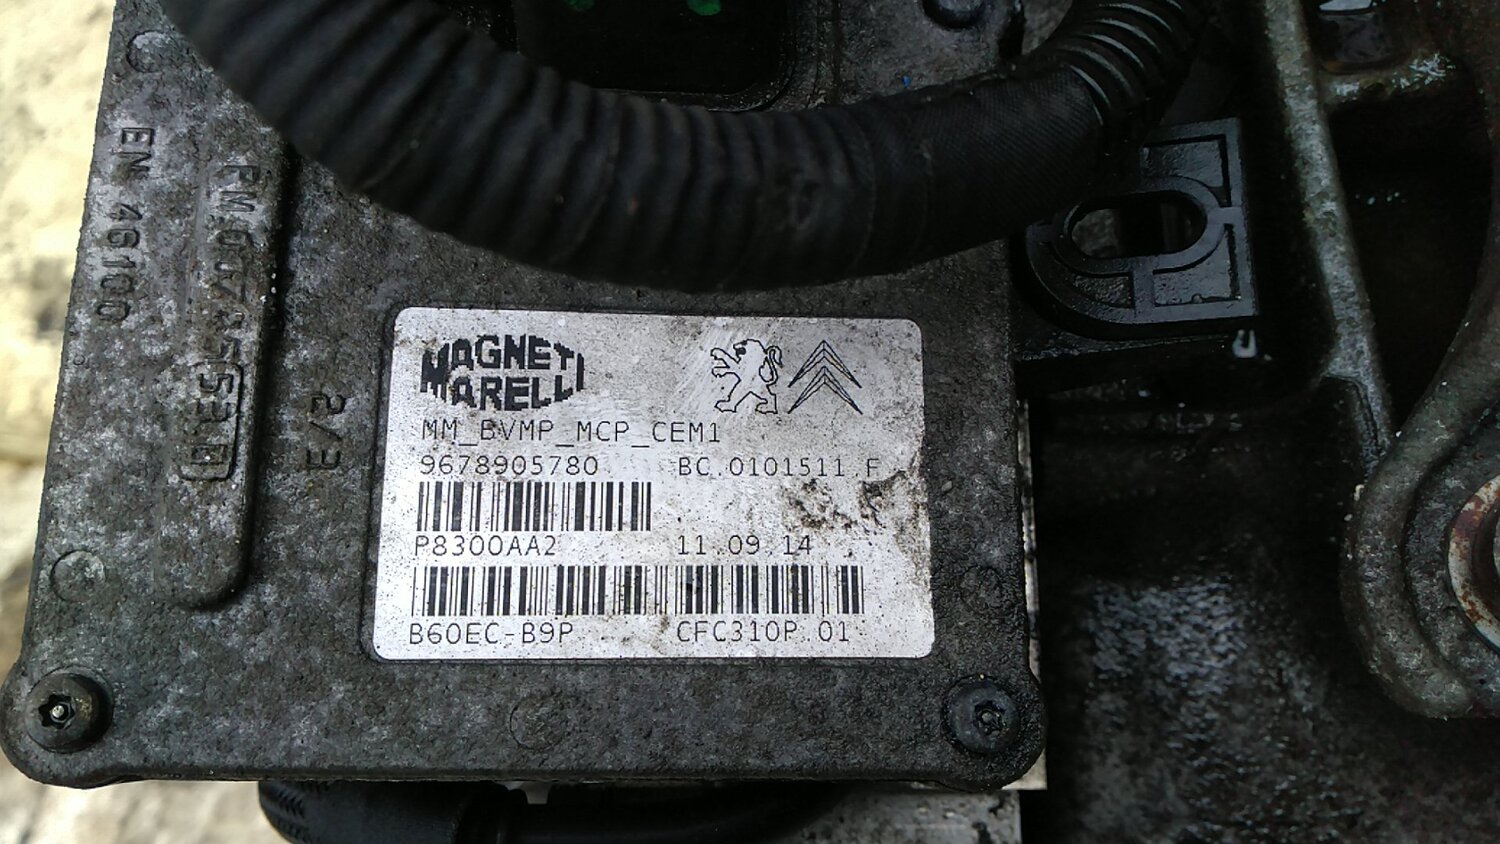 EN 46100
2/3
MAGNETI
MARELLI
MM_BVMP_MCP_CEM1
9678905780
BC.0101511.F
P8300AA2
11.09.14
B60EC-B9P
CFC310P.01